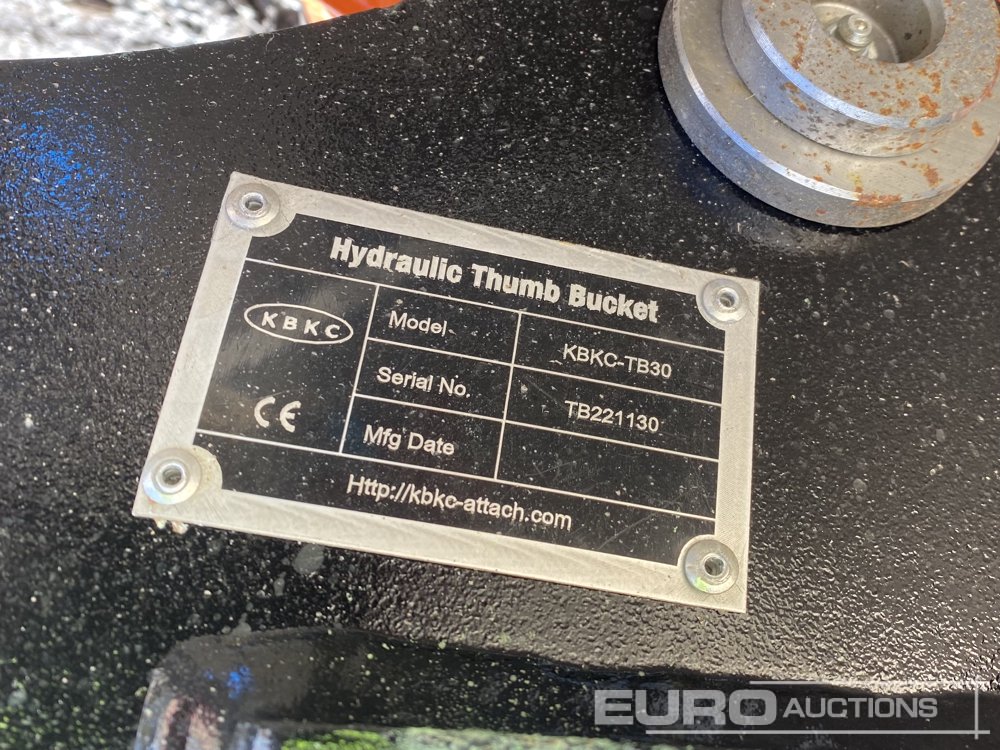 Hydraulic Thumb Bucket
KBKC
Model KBKC-TB30
Serial No. TB221130
CE
Mfg Date
Http://kbkc-attach.com
EURO AUCTIONS